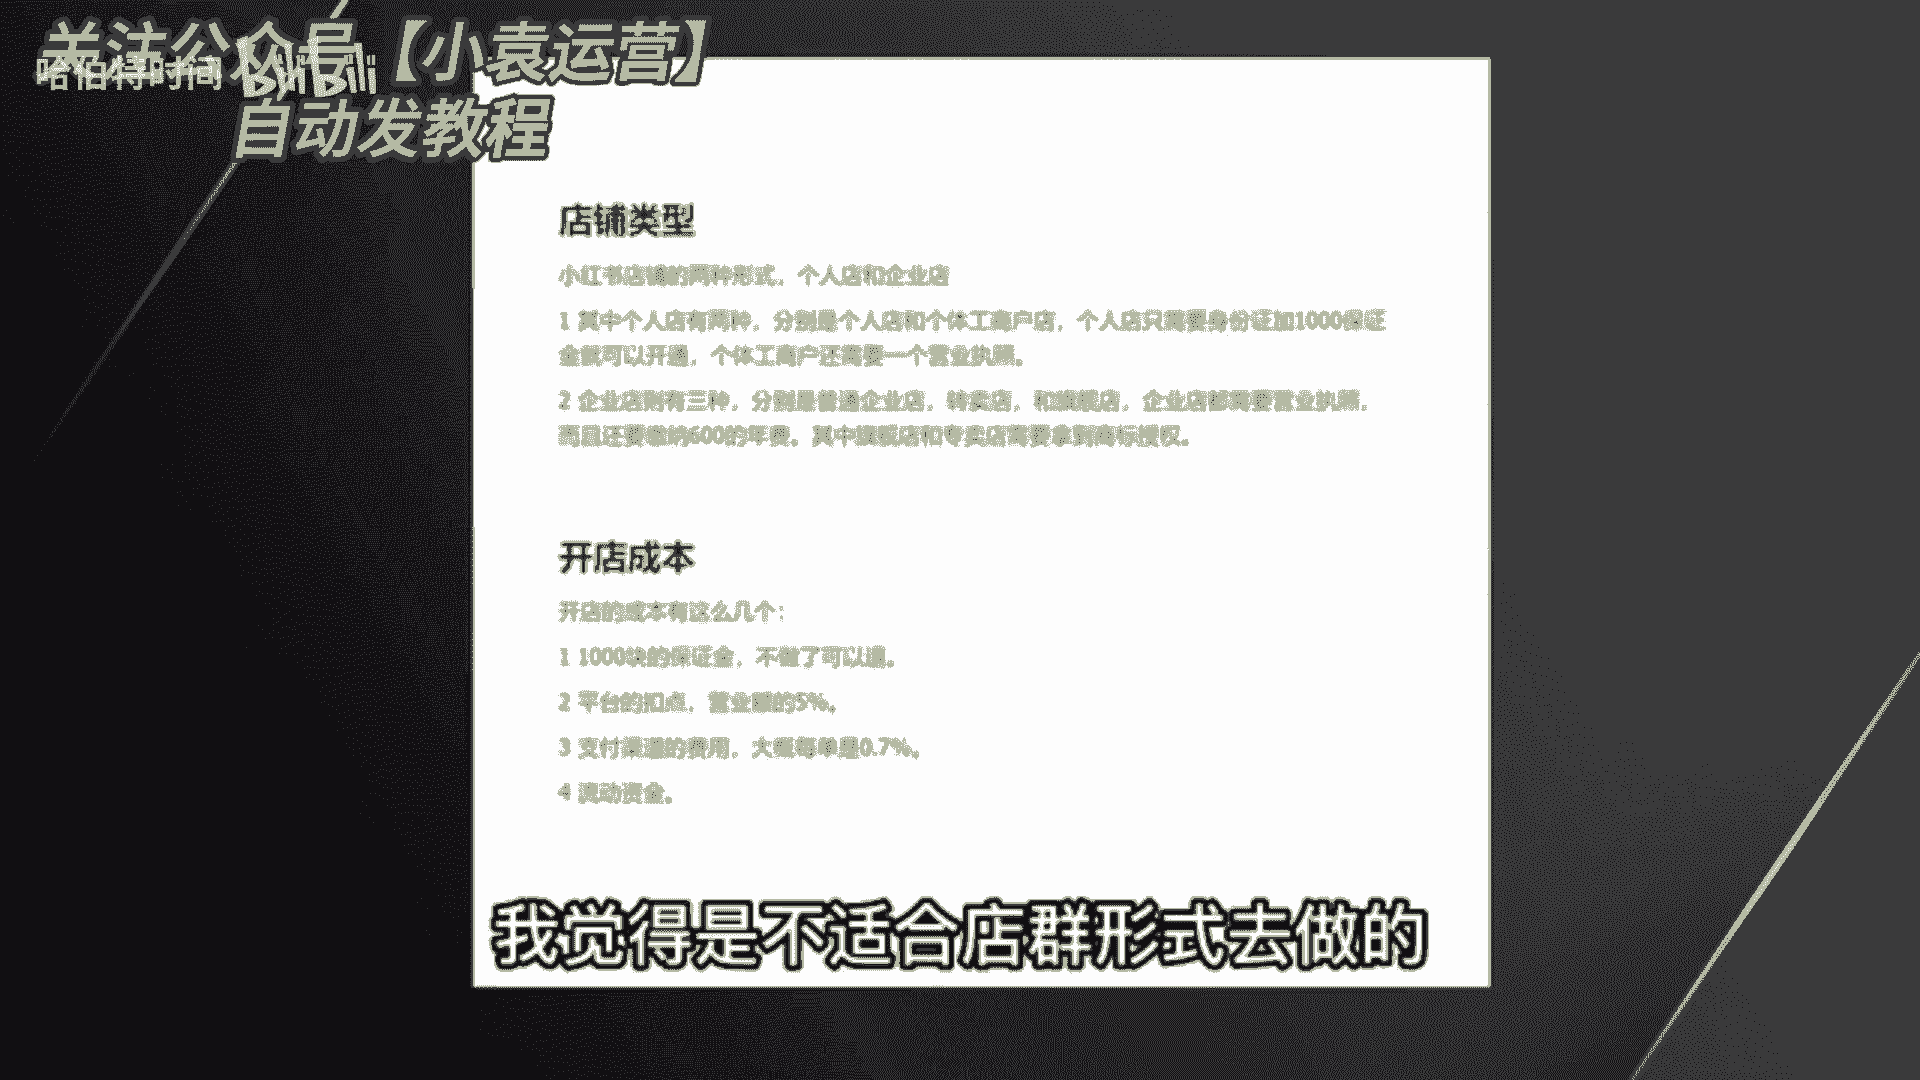 关注公众号【小袁运营】
哈伯特时间 bilibili
自动发教程
店铺类型
小红书店铺的两种形式，个人店和企业店
1 其中个人店有两种，分别是个人店和个体工商户店，个人店只需要身份证加1000保证
金就可以开通，个体工商户还需要一个营业执照。
2 企业店则有三种，分别是普通企业店，转卖店，和旗舰店，企业店都需要营业执照，
而且还要缴纳600的年费。其中旗舰店和专卖店需要拿到商标授权。
开店成本
开店的成本有这么几个：
1 1000块的保证金，不做了可以退。
2 平台的扣点，营业额的5%。
3 支付渠道的费用，大概每单是0.7%。
4 流动资金。
我觉得是不适合店群形式去做的